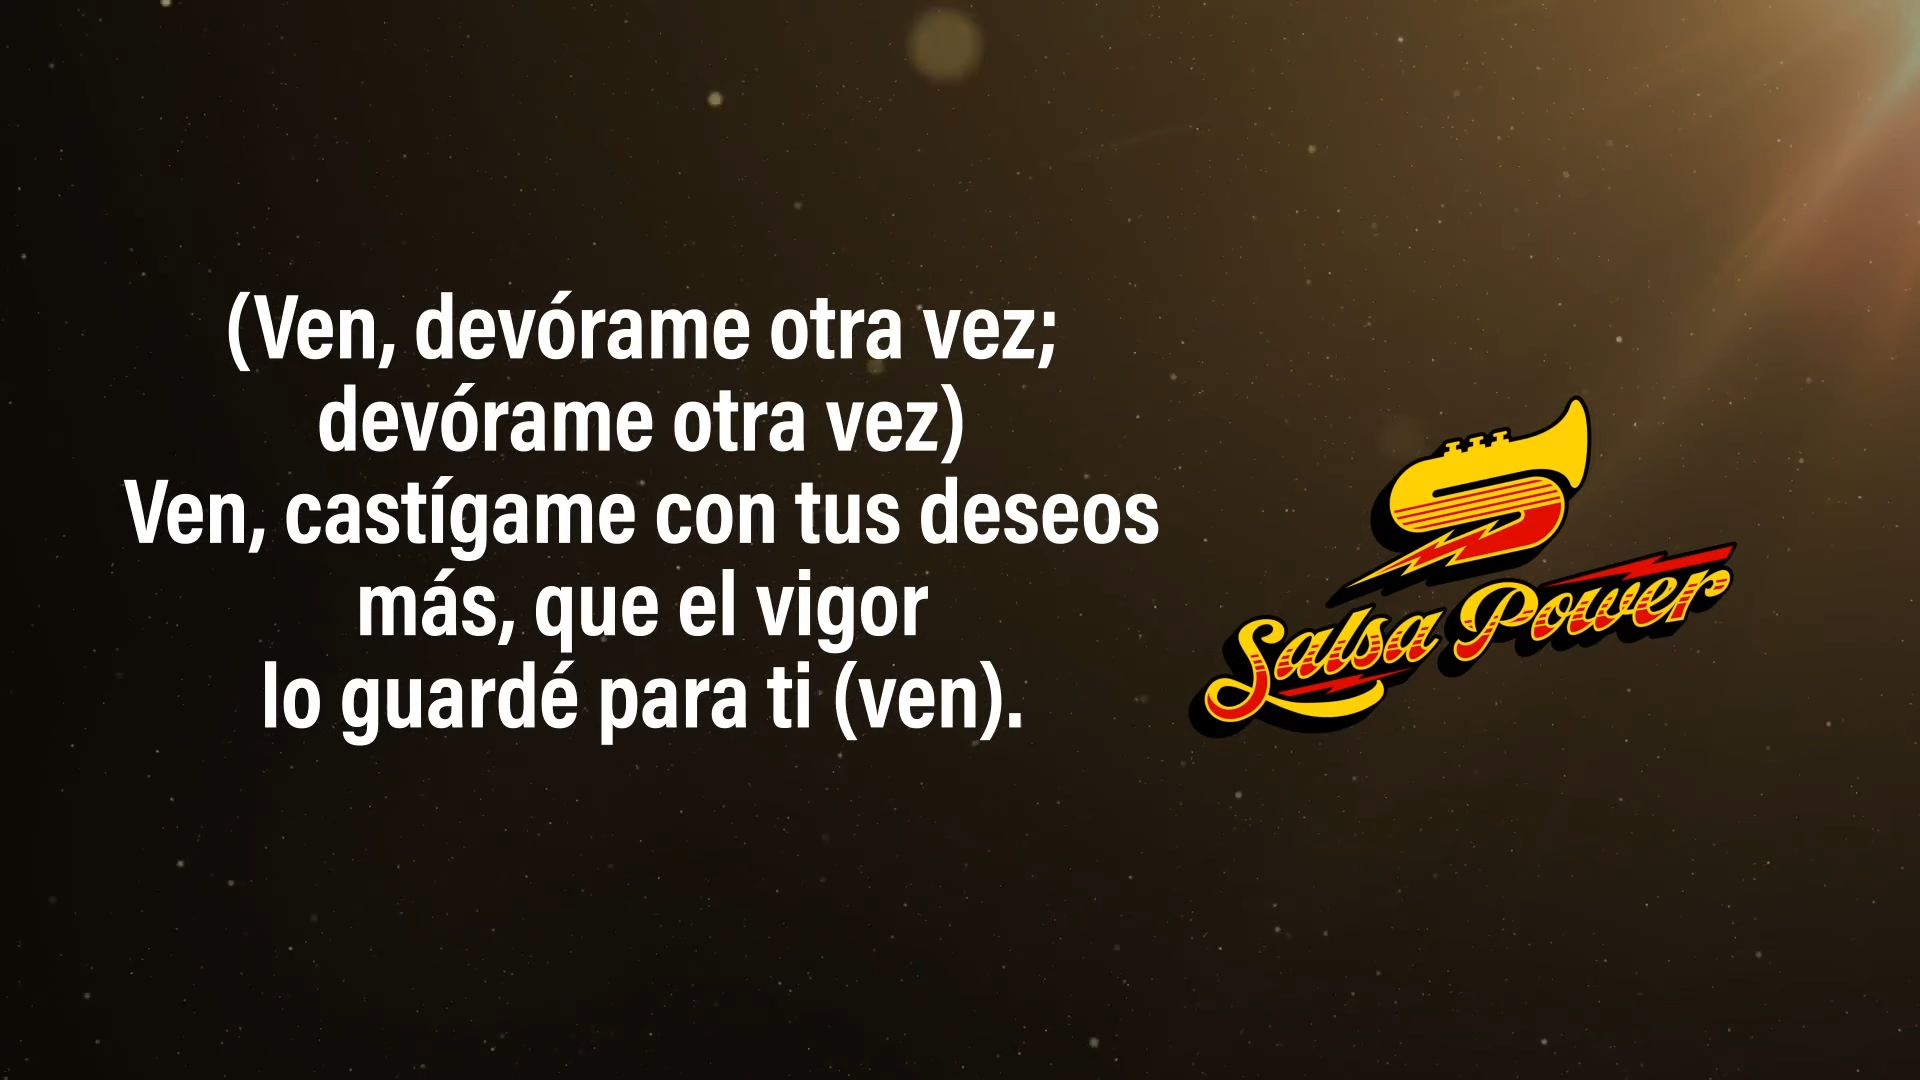 (Ven, devórame otra vez;
devórame otra vez)
Ven, castígame con tus deseos
más, que el vigor
lo guardé para ti (ven).
Salsa Power